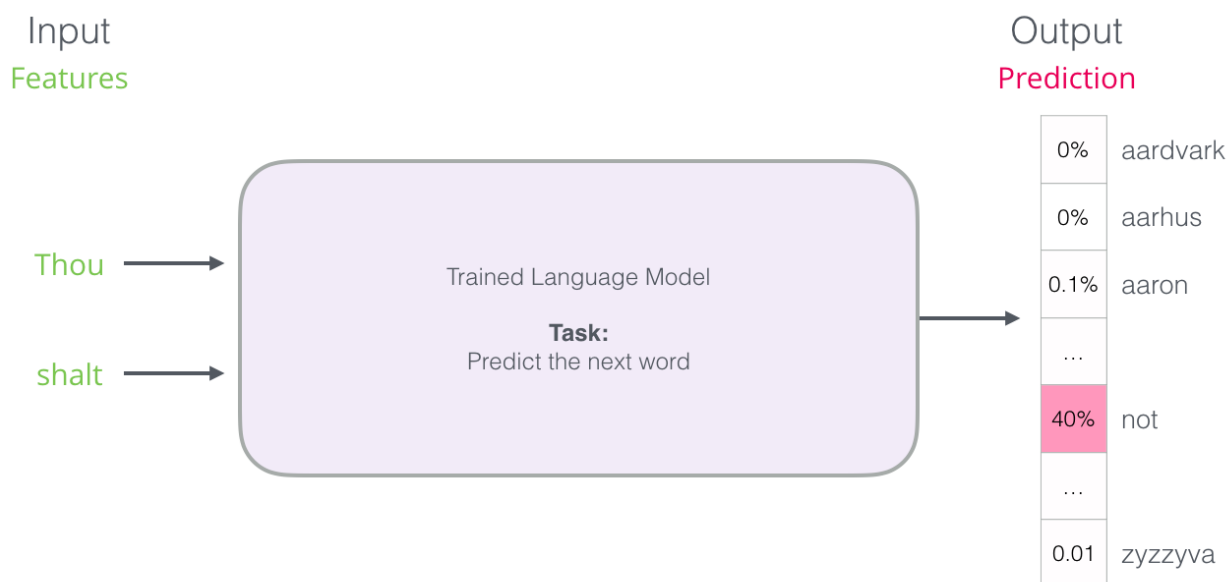 Input
Features
Thou
shalt
Trained Language Model
Task:
Predict the next word
Output
Prediction
0% aardvark
0% aarhus
0.1% aaron
...
40% not
...
0.01 zyzzyva